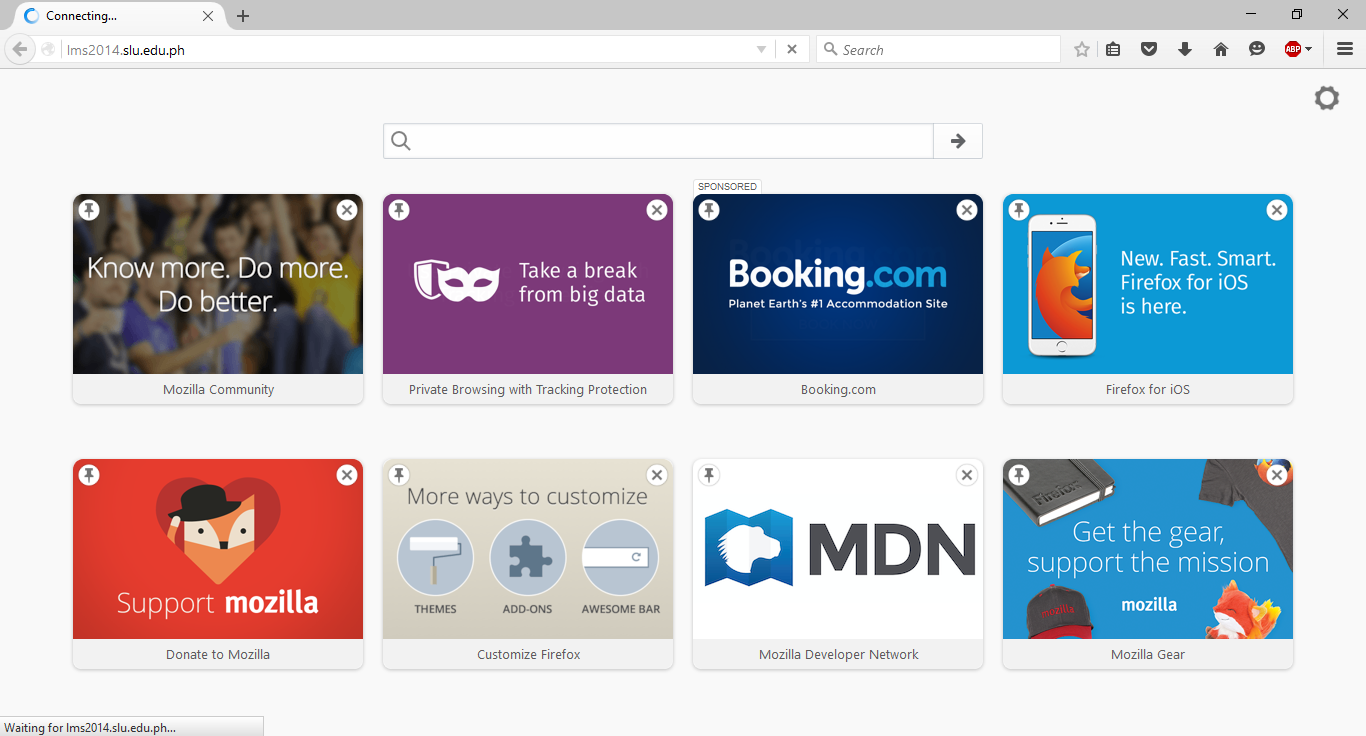 Connecting...
lms2014.slu.edu.ph
Search
ABP
SPONSORED
Know more. Do more.
Do better.
Mozilla Community
Take a break
from big data
Private Browsing with Tracking Protection
Booking.com
Planet Earth's #1 Accommodation Site
Booking.com
New. Fast. Smart.
Firefox for iOS
is here.
Firefox for iOS
Support mozilla
Donate to Mozilla
More ways to customize
THEMES
ADD-ONS
AWESOME BAR
Customize Firefox
MDN
Mozilla Developer Network
Firefox
Get the gear,
support the mission
mozilla
mozilla
Mozilla Gear
Waiting for lms2014.slu.edu.ph...